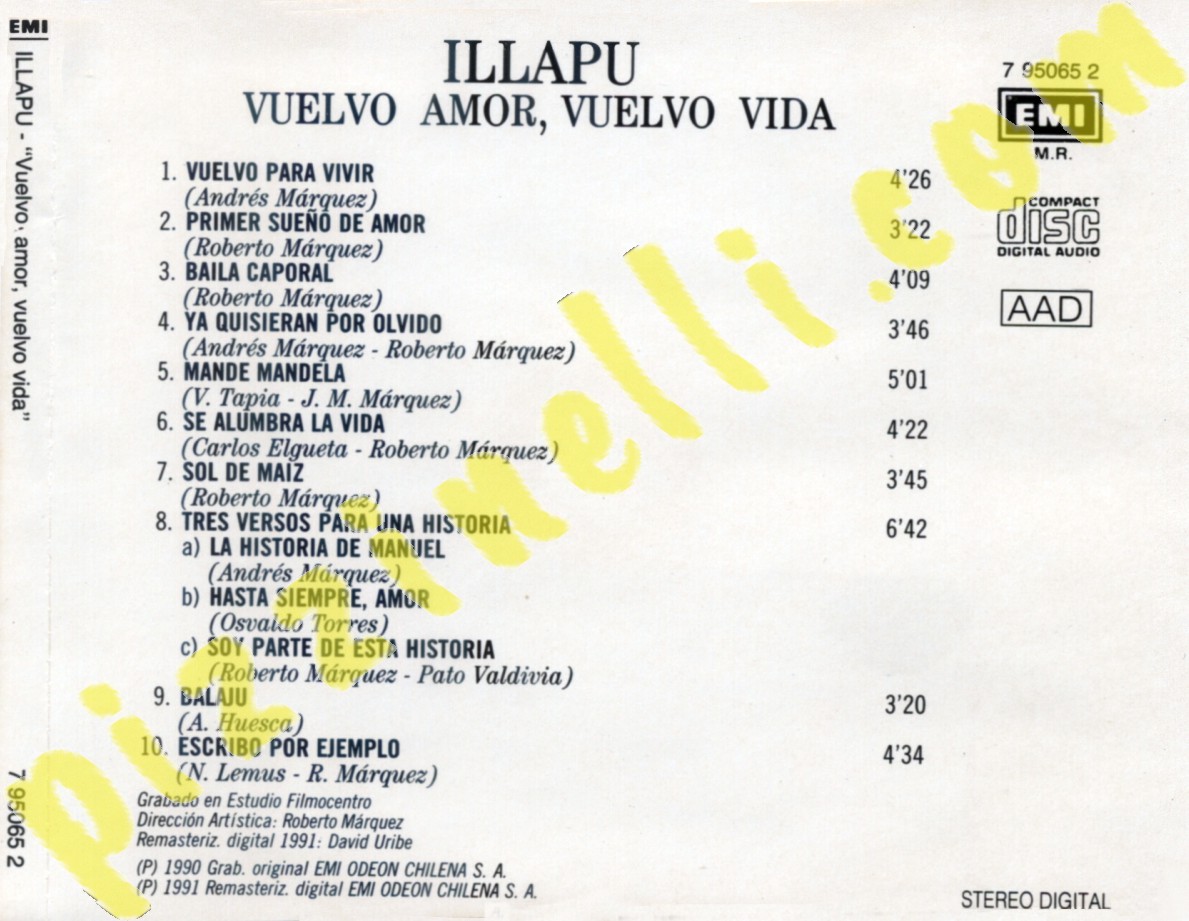 EMI
ILLAPU - "Vuelvo, amor, vuelvo vida"
7 95065 2
ILLAPU
VUELVO AMOR, VUELVO VIDA
7 95065 2
EMI
M.R.
COMPACT
disc
DIGITAL AUDIO
AAD
1. VUELVO PARA VIVIR 4'26
(Andrés Márquez)
2. PRIMER SUEÑO DE AMOR 3'22
(Roberto Márquez)
3. BAILA CAPORAL 4'09
(Roberto Márquez)
4. YA QUISIERAN POR OLVIDO 3'46
(Andrés Márquez - Roberto Márquez)
5. MANDE MANDELA 5'01
(V. Tapia - J. M. Márquez)
6. SE ALUMBRA LA VIDA 4'22
(Carlos Elgueta - Roberto Márquez)
7. SOL DE MAIZ 3'45
(Roberto Márquez)
8. TRES VERSOS PARA UNA HISTORIA 6'42
a) LA HISTORIA DE MANUEL
(Andrés Márquez)
b) HASTA SIEMPRE, AMOR
(Osvaldo Torres)
c) SOY PARTE DE ESTA HISTORIA
(Roberto Márquez - Pato Valdivia)
9. BALAJU 3'20
(A. Huesca)
10. ESCRIBO POR EJEMPLO 4'34
(N. Lemus - R. Márquez)
Grabado en Estudio Filmocentro
Dirección Artística: Roberto Márquez
Remasteriz. digital 1991: David Uribe
(P) 1990 Grab. original EMI ODEON CHILENA S. A.
(P) 1991 Remasteriz. digital EMI ODEON CHILENA S. A.
STEREO DIGITAL